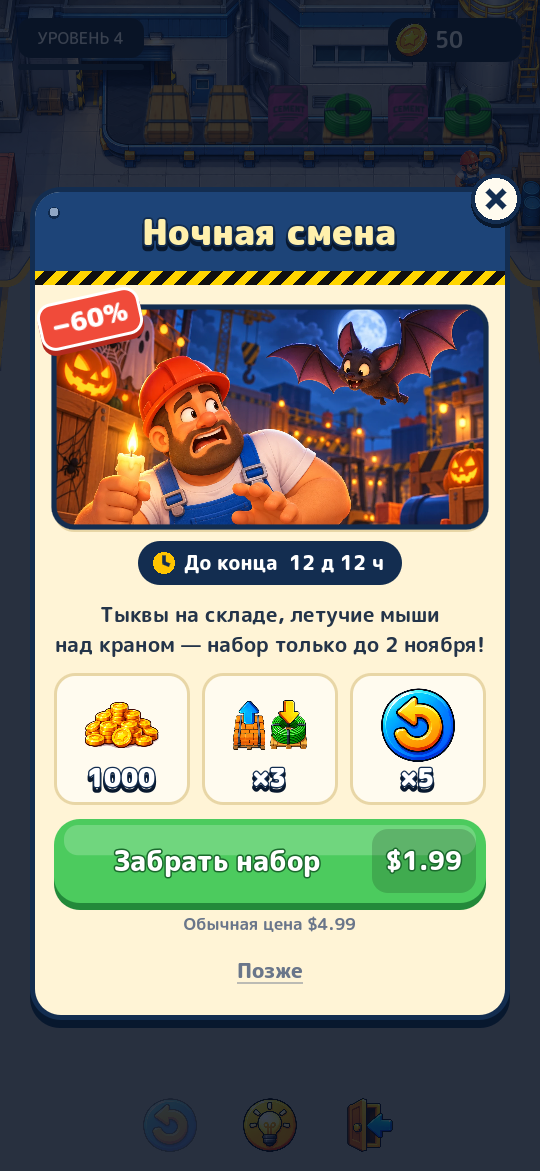 УРОВЕНЬ 4
50
Ночная смена
−60%
До конца 12 д 12 ч
Тыквы на складе, летучие мыши
над краном — набор только до 2 ноября!
1000
x3
x5
Забрать набор $1.99
Обычная цена $4.99
Позже